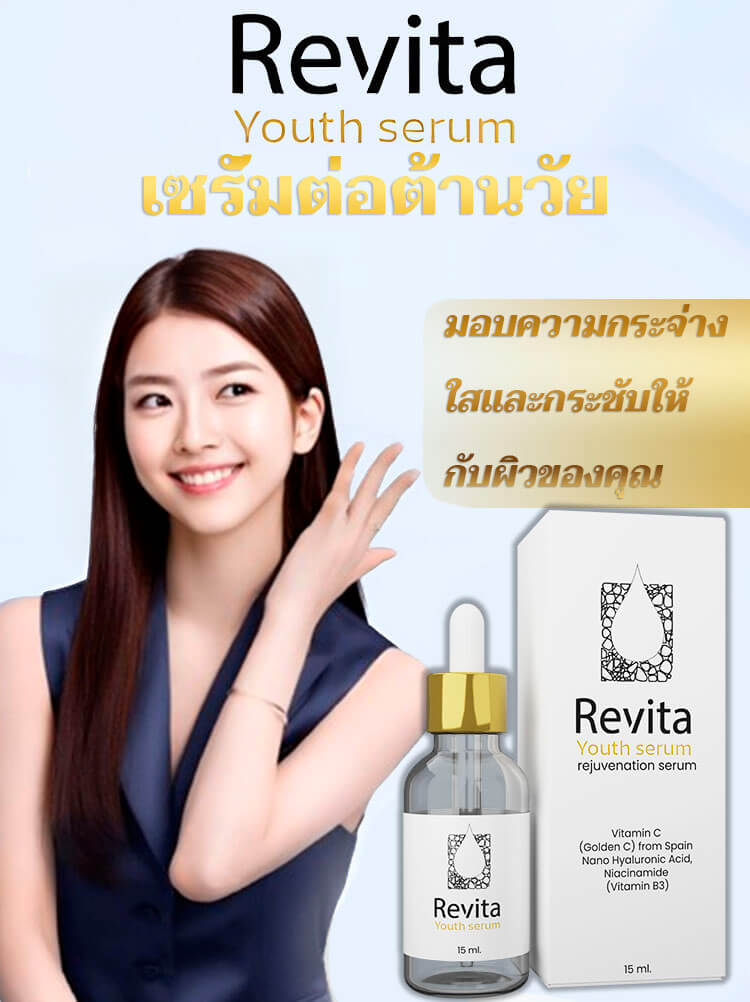 Revita
Youth serum
เซรั่มต่อต้านวัย
มอบความกระจ่าง
ใสและกระชับให้
กับผิวของคุณ
Revita
Youth serum
rejuvenation serum
Vitamin C
(Golden C) from Spain
Nano Hyaluronic Acid,
Niacinamide
(Vitamin B3)
15 ml.
Revita
Youth serum
15 ml.